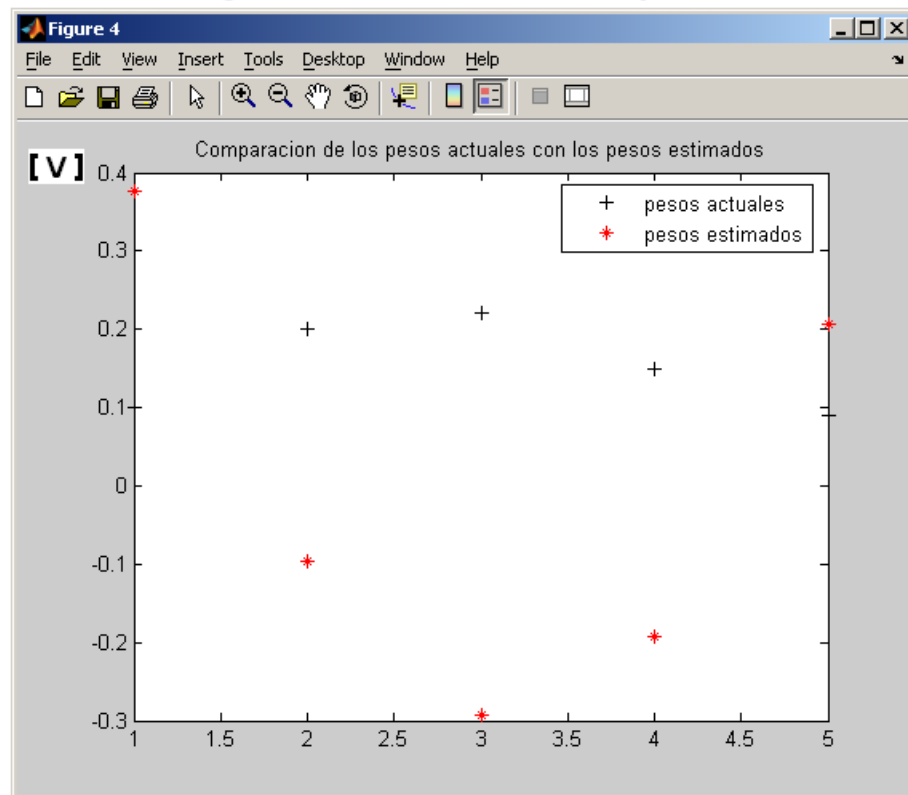 Figure 4
File Edit View Insert Tools Desktop Window Help
Comparacion de los pesos actuales con los pesos estimados
[V]
0.4
pesos actuales
pesos estimados
0.3
0.2
0.1
0
-0.1
-0.2
-0.3
1 1.5 2 2.5 3 3.5 4 4.5 5